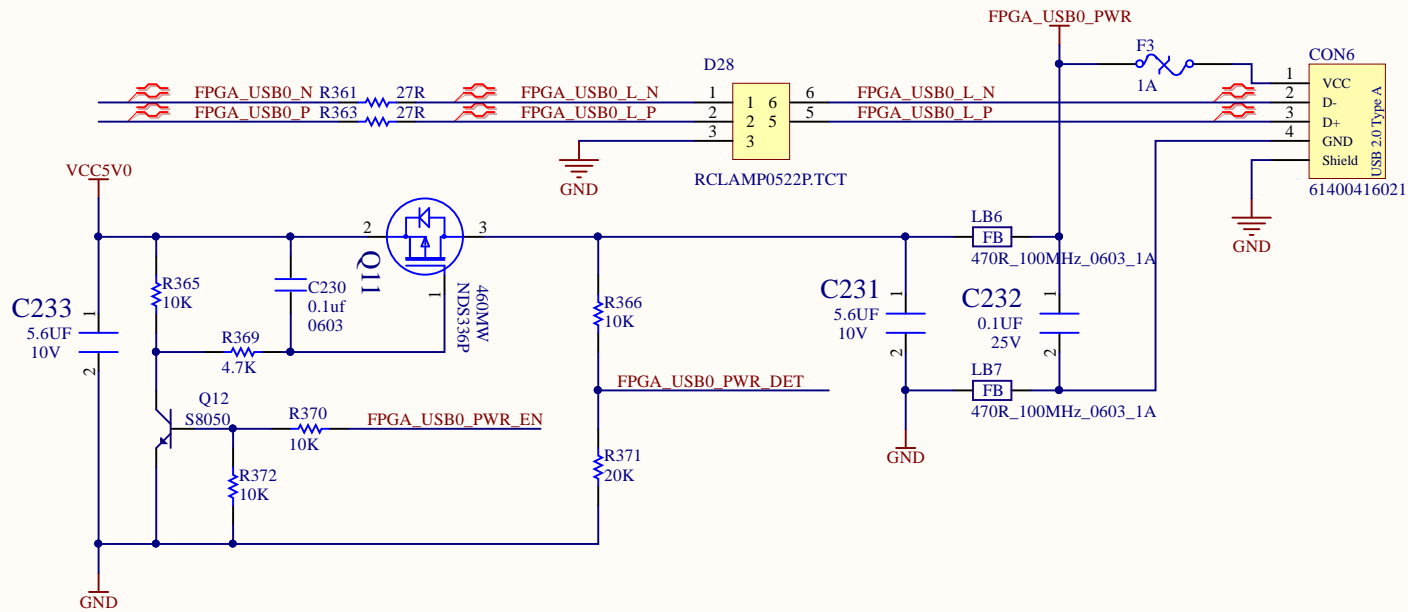 FPGA_USB0_PWR
F3
1A
CON6
D28
FPGA_USB0_N R361 27R FPGA_USB0_L_N 1 1 6 6 FPGA_USB0_L_N
FPGA_USB0_P R363 27R FPGA_USB0_L_P 2 2 5 5 FPGA_USB0_L_P
3 3
GND
RCLAMP0522P.TCT
1 VCC
2 D-
3 D+
4 GND
Shield
USB 2.0 Type A
61400416021
GND
VCC5V0
2 3
Q11
1
460MW
NDS336P
R365
10K
C230
0.1uf
0603
C233
5.6UF
10V
1
2
R369
4.7K
R366
10K
C231
5.6UF
10V
1
2
LB6
FB
470R_100MHz_0603_1A
C232
0.1UF
25V
1
2
LB7
FB
470R_100MHz_0603_1A
GND
FPGA_USB0_PWR_DET
Q12
S8050
R370
10K
FPGA_USB0_PWR_EN
R372
10K
R371
20K
GND